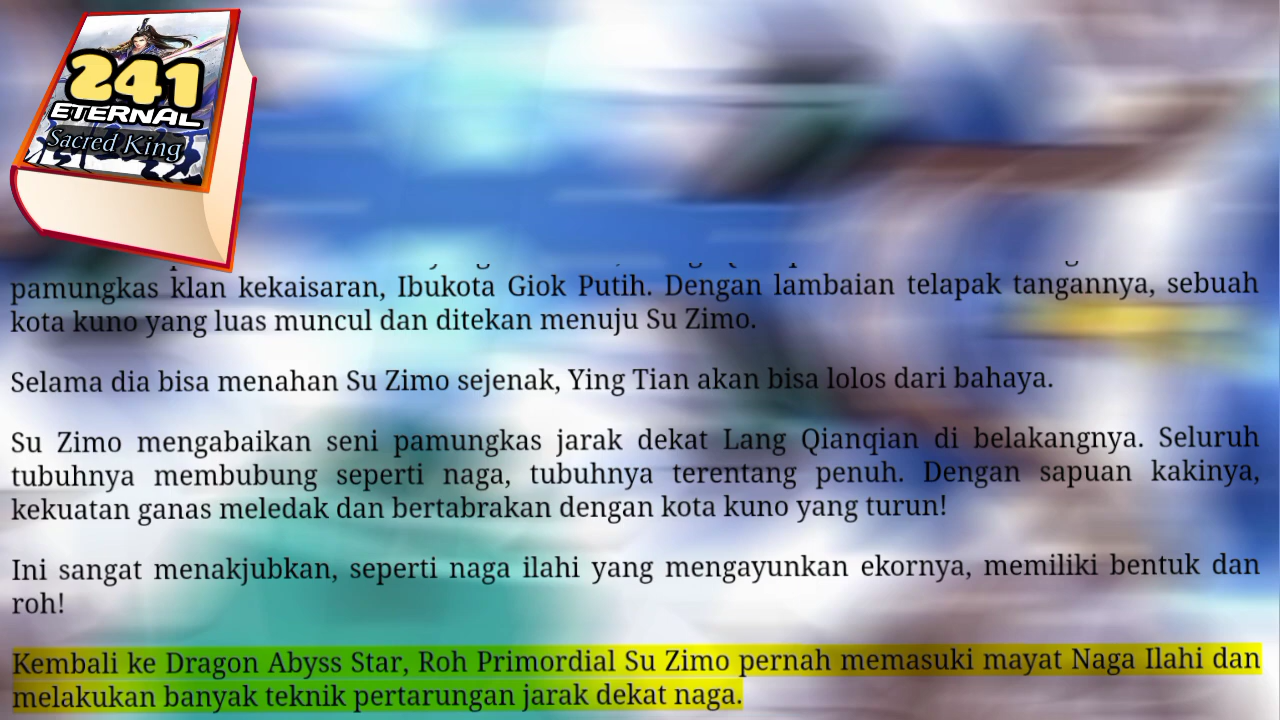 241
ETERNAL
Sacred King
pamungkas klan kekaisaran, Ibukota Giok Putih. Dengan lambaian telapak tangannya, sebuah
kota kuno yang luas muncul dan ditekan menuju Su Zimo.
Selama dia bisa menahan Su Zimo sejenak, Ying Tian akan bisa lolos dari bahaya.
Su Zimo mengabaikan seni pamungkas jarak dekat Lang Qianqian di belakangnya. Seluruh
tubuhnya membubung seperti naga, tubuhnya terentang penuh. Dengan sapuan kakinya,
kekuatan ganas meledak dan bertabrakan dengan kota kuno yang turun!
Ini sangat menakjubkan, seperti naga ilahi yang mengayunkan ekornya, memiliki bentuk dan
roh!
Kembali ke Dragon Abyss Star, Roh Primordial Su Zimo pernah memasuki mayat Naga Ilahi dan
melakukan banyak teknik pertarungan jarak dekat naga.